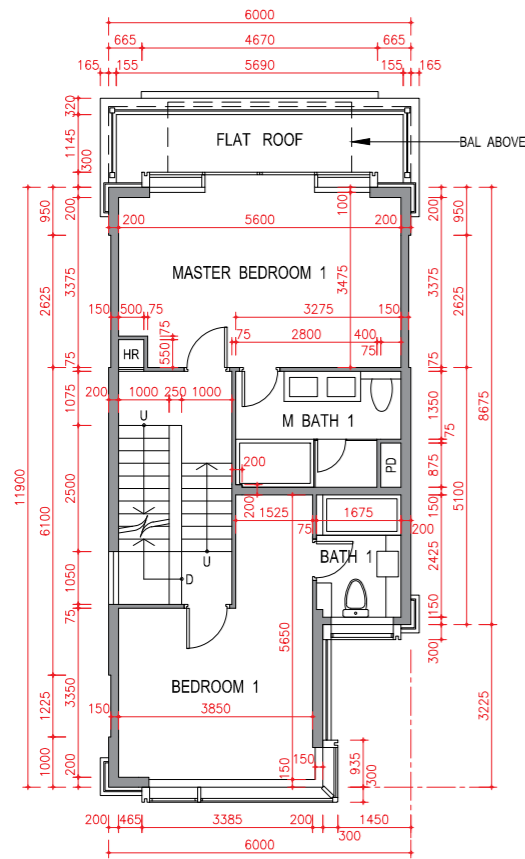 6000
665 4670 665
165 155 5690 155 165
320
1145
300
FLAT ROOF
BAL ABOVE
950
200
200 5600 200
100
200
950
2625
3375
MASTER BEDROOM 1
3475
3375
2625
8675
150 500 75
3275 150
75 2800 400
75
550 75
HR
75
75
200 1000 250 1000
1075
U
M BATH 1
1350
75
11900
6100
2500
200
PD
875
5100
200
1525 1675
75
150
200
BATH 1
2425
1050
U
D
75
150
300
5650
3350
BEDROOM 1
1225
150 3850
3225
150
935
300
1000
200
150
200 465 3385 200 1450
300
6000